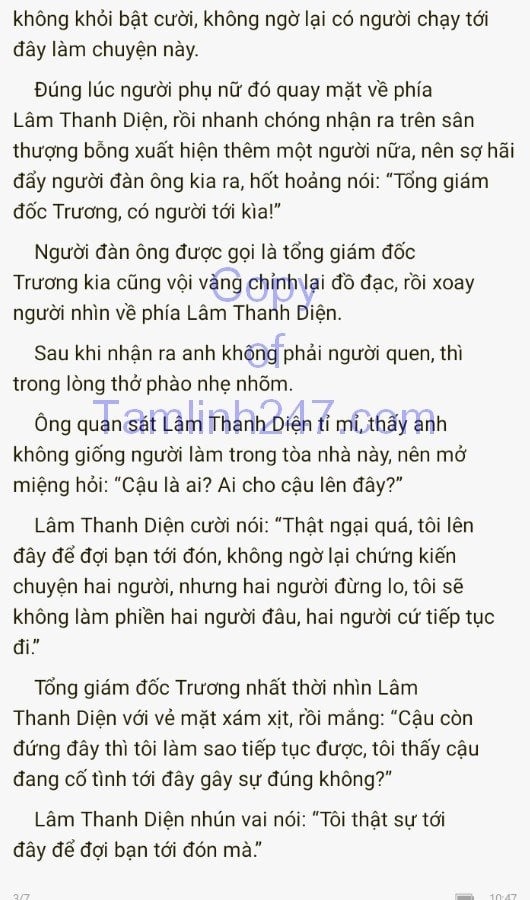 không khỏi bật cười, không ngờ lại có người chạy tới
đây làm chuyện này.
Đúng lúc người phụ nữ đó quay mặt về phía
Lâm Thanh Diện, rồi nhanh chóng nhận ra trên sân
thượng bỗng xuất hiện thêm một người nữa, nên sợ hãi
đẩy người đàn ông kia ra, hốt hoảng nói: “Tổng giám
đốc Trương, có người tới kìa!”
Người đàn ông được gọi là tổng giám đốc
Trương kia cũng vội vàng chỉnh lại đồ đạc, rồi xoay
người nhìn về phía Lâm Thanh Diện.
Copy
Sau khi nhận ra anh không phải người quen, thì
of
trong lòng thở phào nhẹ nhõm.
Ông quan sát Lâm Thanh Diện tỉ mỉ, thấy anh
Tamlinh247.com
không giống người làm trong tòa nhà này, nên mở
miệng hỏi: “Cậu là ai? Ai cho cậu lên đây?”
Lâm Thanh Diện cười nói: “Thật ngại quá, tôi lên
đây để đợi bạn tới đón, không ngờ lại chứng kiến
chuyện hai người, nhưng hai người đừng lo, tôi sẽ
không làm phiền hai người đâu, hai người cứ tiếp tục
đi.”
Tổng giám đốc Trương nhất thời nhìn Lâm
Thanh Diện với vẻ mặt xám xịt, rồi mắng: “Cậu còn
đứng đây thì tôi làm sao tiếp tục được, tôi thấy cậu
đang cố tình tới đây gây sự đúng không?”
Lâm Thanh Diện nhún vai nói: “Tôi thật sự tới
đây để đợi bạn tới đón mà.”
3/7
10:47